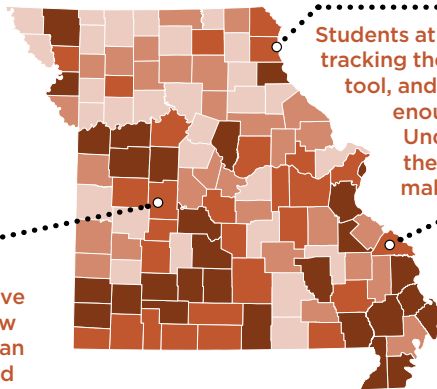 Students at
tracking the
tool, and
enou
Und
the
mal
ve
w
an
d